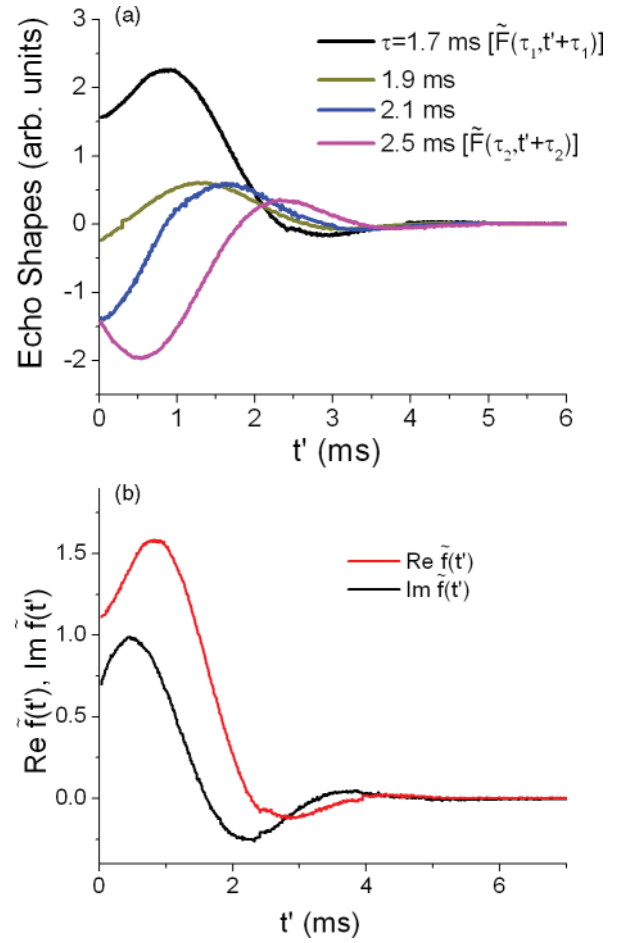 (a)
τ=1.7 ms [F̃(τ₁,t'+τ₁)]
1.9 ms
2.1 ms
2.5 ms [F̃(τ₂,t'+τ₂)]
Echo Shapes (arb. units)
3
2
1
0
-1
-2
0 1 2 3 4 5 6
t' (ms)
(b)
Re f̃(t')
Im f̃(t')
Re f̃(t'), Im f̃(t')
1.5
1.0
0.5
0.0
0 2 4 6
t' (ms)